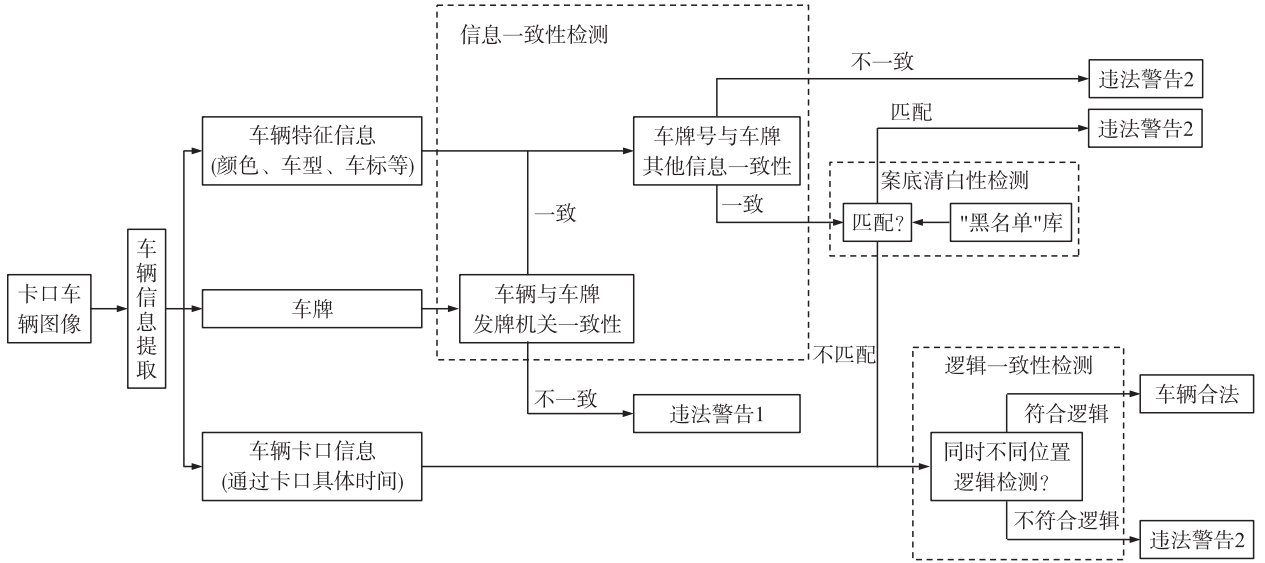 信息一致性检测
不一致
违法警告2
匹配
违法警告2
车辆特征信息
(颜色、车型、车标等)
车牌号与车牌
其他信息一致性
案底清白性检测
一致
一致
匹配?
"黑名单"库
车辆信息提取
卡口车
辆图像
车牌
车辆与车牌
发牌机关一致性
不匹配
逻辑一致性检测
不一致
违法警告1
符合逻辑
车辆合法
车辆卡口信息
(通过卡口具体时间)
同时不同位置
逻辑检测?
不符合逻辑
违法警告2